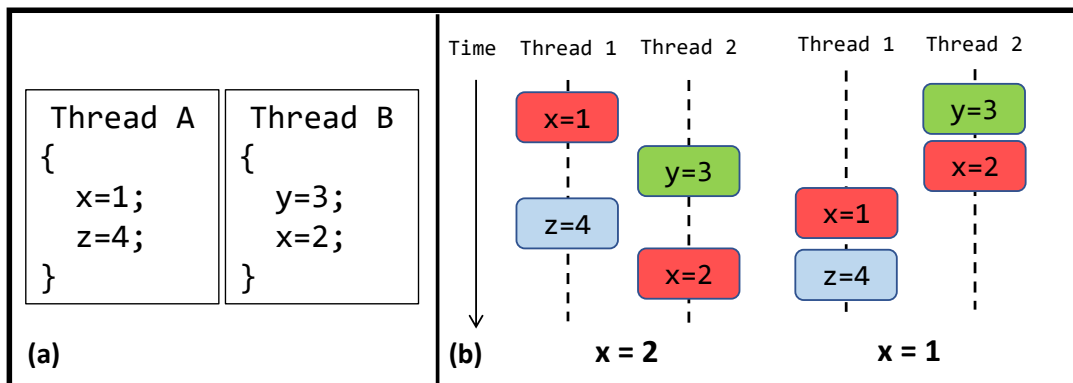 Thread A
{
x=1;
z=4;
}
Thread B
{
y=3;
x=2;
}
(a)
Time
Thread 1
Thread 2
x=1
y=3
z=4
x=2
x = 2
Thread 1
Thread 2
y=3
x=2
x=1
z=4
x = 1
(b)